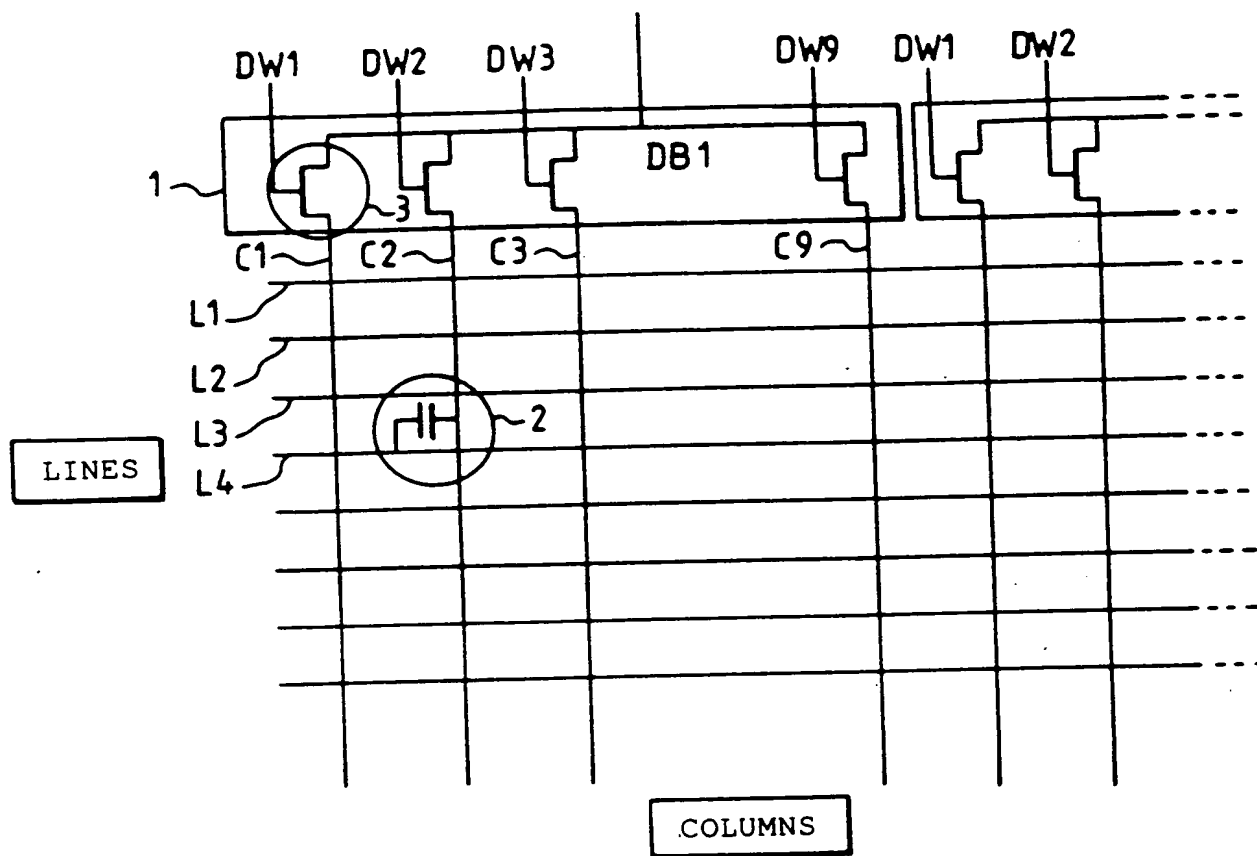 DW1 DW2 DW3 DW9 DW1 DW2
DB1
1
3
C1 C2 C3 C9
L1
L2
L3
2
L4
LINES
COLUMNS